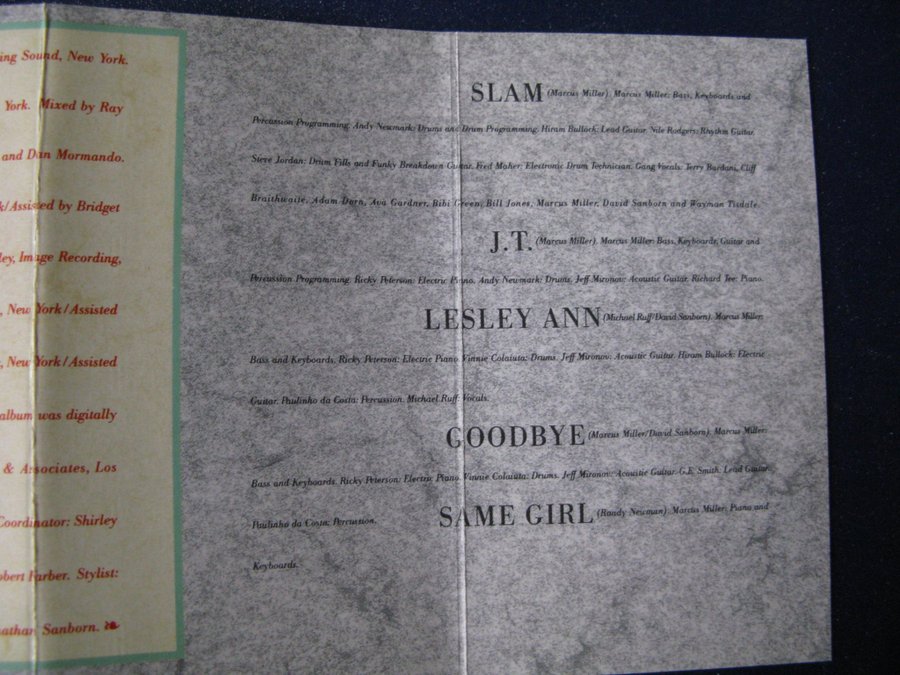 ing Sound, New York.
York. Mixed by Ray
and Dan Mormando.
k/Assisted by Bridget
ley, Image Recording,
, New York/Assisted
, New York/Assisted
album was digitally
& Associates, Los
Coordinator: Shirley
obert Farber. Stylist:
nathan Sanborn.
SLAM (Marcus Miller). Marcus Miller: Bass, Keyboards and
Percussion Programming. Andy Newmark: Drums and Drum Programming. Hiram Bullock: Lead Guitar. Nile Rodgers: Rhythm Guitar.
Steve Jordan: Drum Fills and Funky Breakdown Guitar. Fred Maher: Electronic Drum Technician. Gang Vocals: Terry Bardani, Cliff
Braithwaite, Adam Dorn, Ava Gardner, Bibi Green, Bill Jones, Marcus Miller, David Sanborn and Wayman Tisdale.
J.T. (Marcus Miller). Marcus Miller: Bass, Keyboards, Guitar and
Percussion Programming. Ricky Peterson: Electric Piano. Andy Newmark: Drums. Jeff Mironov: Acoustic Guitar. Richard Tee: Piano.
LESLEY ANN (Michael Ruff/David Sanborn). Marcus Miller:
Bass and Keyboards. Ricky Peterson: Electric Piano. Vinnie Colaiuta: Drums. Jeff Mironov: Acoustic Guitar. Hiram Bullock: Electric
Guitar. Paulinho da Costa: Percussion. Michael Ruff: Vocals.
GOODBYE (Marcus Miller/David Sanborn). Marcus Miller:
Bass and Keyboards. Ricky Peterson: Electric Piano. Vinnie Colaiuta: Drums. Jeff Mironov: Acoustic Guitar. G.E. Smith: Lead Guitar.
Paulinho da Costa: Percussion.
SAME GIRL (Randy Newman). Marcus Miller: Piano and
Keyboards.